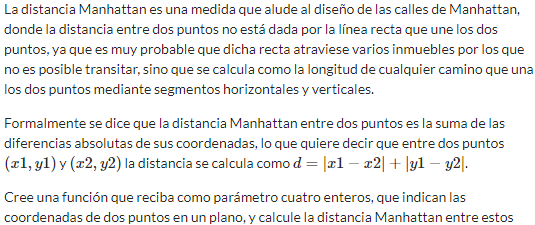 La distancia Manhattan es una medida que alude al diseño de las calles de Manhattan,
donde la distancia entre dos puntos no está dada por la línea recta que une los dos
puntos, ya que es muy probable que dicha recta atraviese varios inmuebles por los que
no es posible transitar, sino que se calcula como la longitud de cualquier camino que una
los dos puntos mediante segmentos horizontales y verticales.
Formalmente se dice que la distancia Manhattan entre dos puntos es la suma de las
diferencias absolutas de sus coordenadas, lo que quiere decir que entre dos puntos
(x1, y1) y (x2, y2) la distancia se calcula como d = |x1 − x2| + |y1 − y2|.
Cree una función que reciba como parámetro cuatro enteros, que indican las
coordenadas de dos puntos en un plano, y calcule la distancia Manhattan entre estos